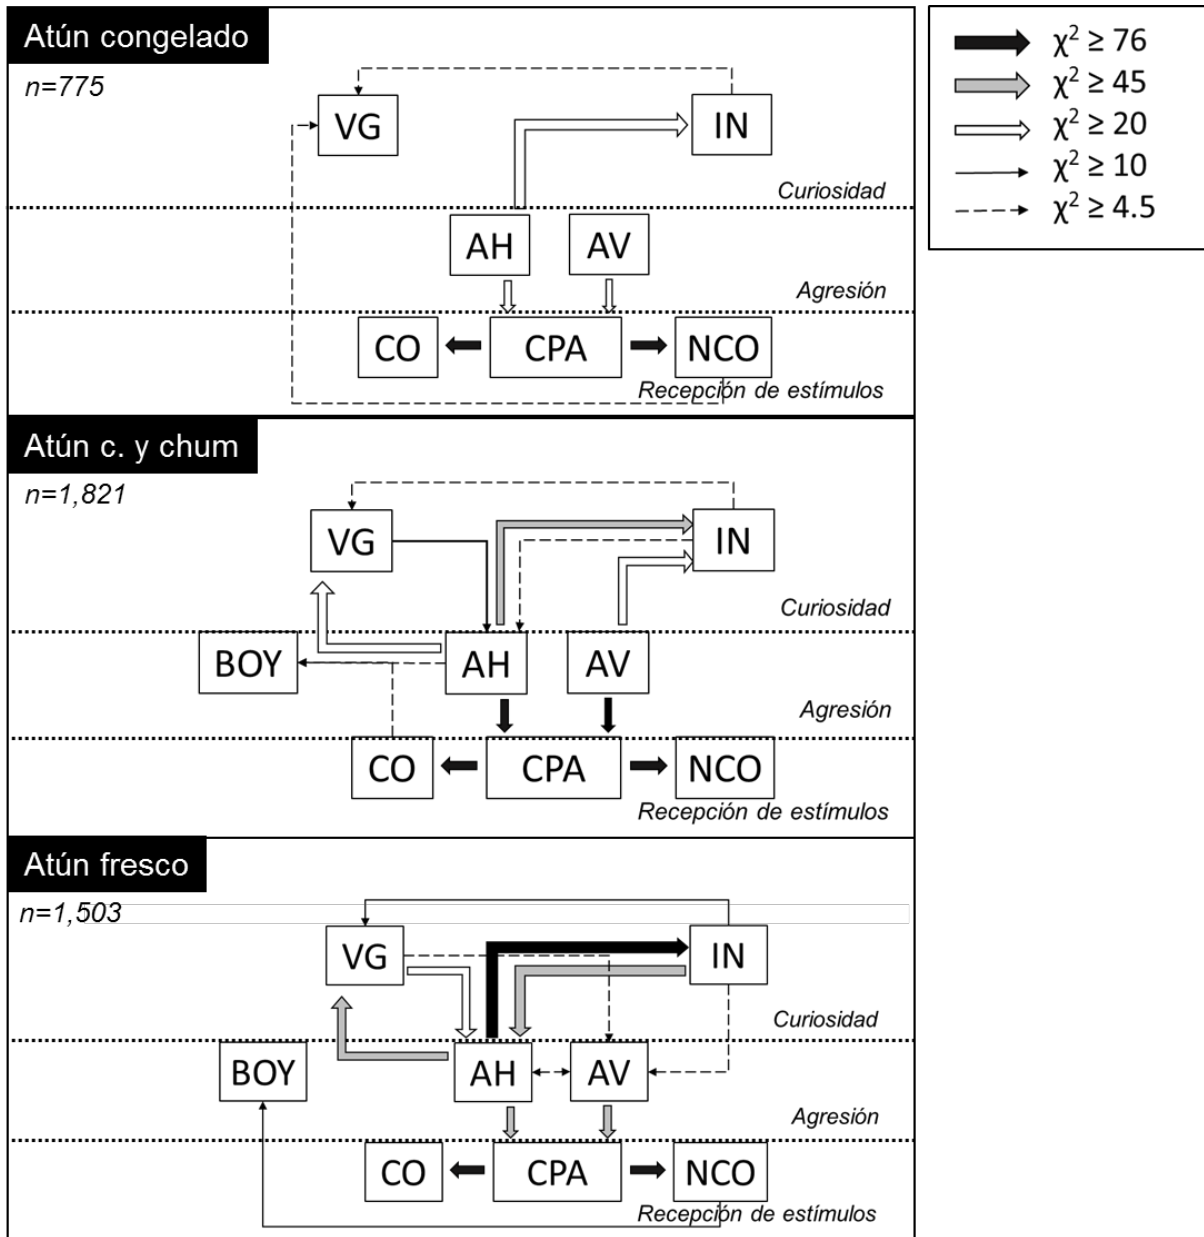 Atún congelado
n=775
VG
IN
Curiosidad
AH
AV
Agresión
CO
CPA
NCO
Recepción de estímulos
Atún c. y chum
n=1,821
VG
IN
Curiosidad
BOY
AH
AV
Agresión
CO
CPA
NCO
Recepción de estímulos
Atún fresco
n=1,503
VG
IN
Curiosidad
BOY
AH
AV
Agresión
CO
CPA
NCO
Recepción de estímulos
χ² ≥ 76
χ² ≥ 45
χ² ≥ 20
χ² ≥ 10
χ² ≥ 4.5